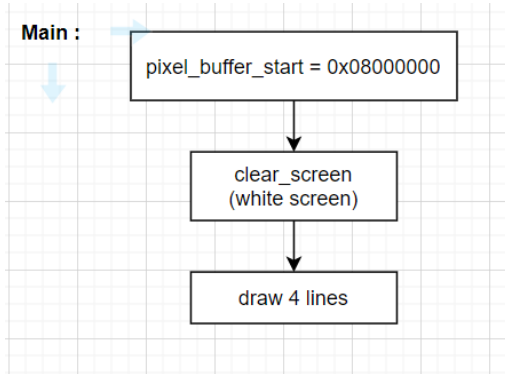 Main :
pixel_buffer_start = 0x08000000
clear_screen
(white screen)
draw 4 lines